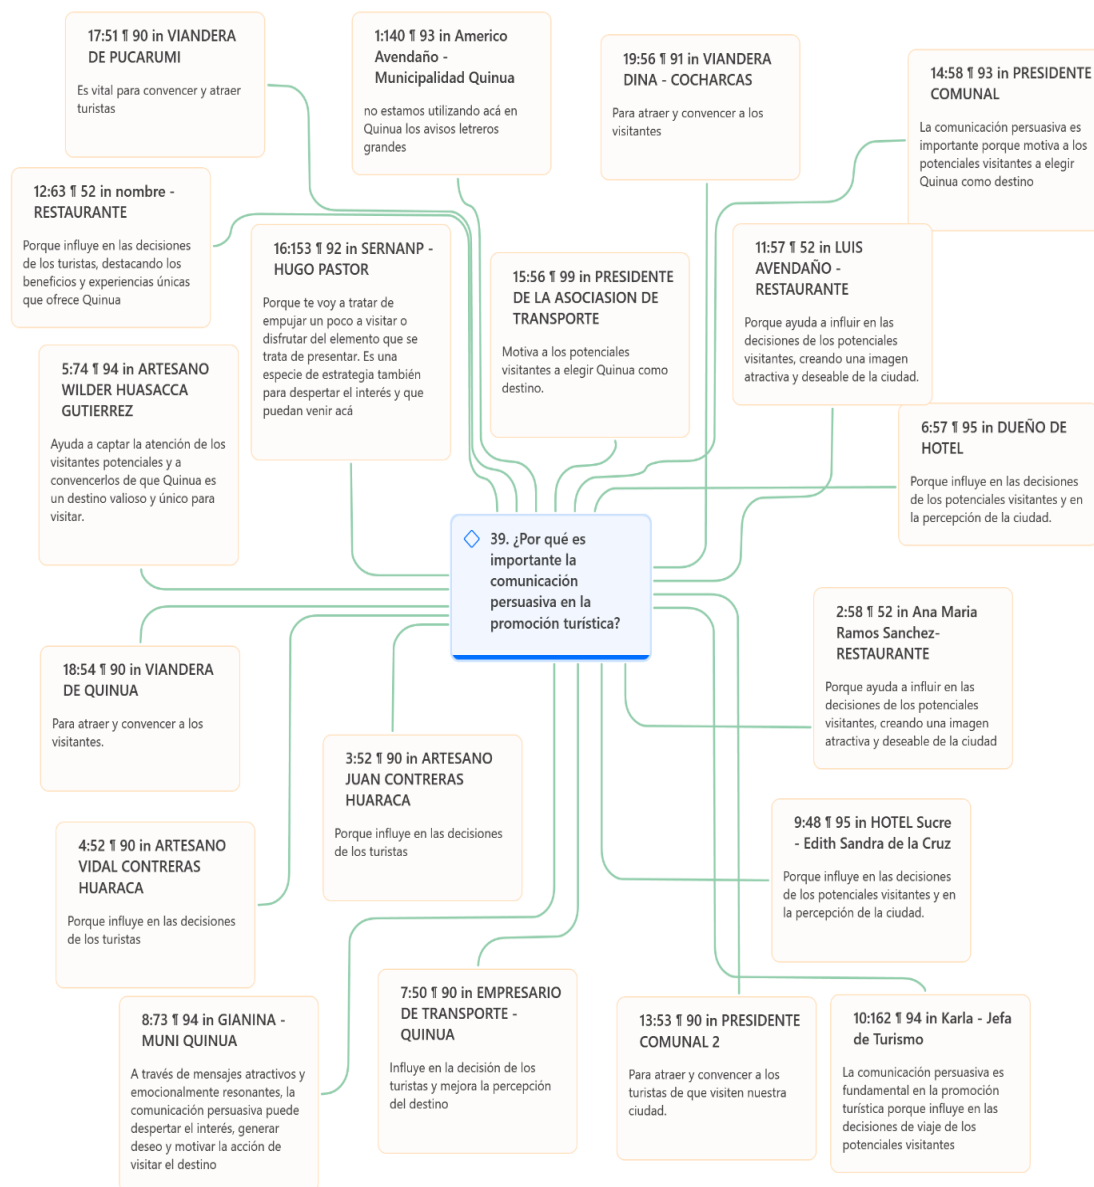 17:51 ¶ 90 in VIANDERA
DE PUCARUMI
Es vital para convencer y atraer
turistas
1:140 ¶ 93 in Americo
Avendaño -
Municipalidad Quinua
no estamos utilizando acá en
Quinua los avisos letreros
grandes
19:56 ¶ 91 in VIANDERA
DINA - COCHARCAS
Para atraer y convencer a los
visitantes
14:58 ¶ 93 in PRESIDENTE
COMUNAL
La comunicación persuasiva es
importante porque motiva a los
potenciales visitantes a elegir
Quinua como destino
12:63 ¶ 52 in nombre -
RESTAURANTE
Porque influye en las decisiones
de los turistas, destacando los
beneficios y experiencias únicas
que ofrece Quinua
16:153 ¶ 92 in SERNANP -
HUGO PASTOR
Porque te voy a tratar de
empujar un poco a visitar o
disfrutar del elemento que se
trata de presentar. Es una
especie de estrategia también
para despertar el interés y que
puedan venir acá
15:56 ¶ 99 in PRESIDENTE
DE LA ASOCIASION DE
TRANSPORTE
Motiva a los potenciales
visitantes a elegir Quinua como
destino.
11:57 ¶ 52 in LUIS
AVENDAÑO -
RESTAURANTE
Porque ayuda a influir en las
decisiones de los potenciales
visitantes, creando una imagen
atractiva y deseable de la ciudad.
5:74 ¶ 94 in ARTESANO
WILDER HUASACCA
GUTIERREZ
Ayuda a captar la atención de los
visitantes potenciales y a
convencerlos de que Quinua es
un destino valioso y único para
visitar.
6:57 ¶ 95 in DUEÑO DE
HOTEL
Porque influye en las decisiones
de los potenciales visitantes y en
la percepción de la ciudad.
39. ¿Por qué es
importante la
comunicación
persuasiva en la
promoción turística?
2:58 ¶ 52 in Ana Maria
Ramos Sanchez-
RESTAURANTE
Porque ayuda a influir en las
decisiones de los potenciales
visitantes, creando una imagen
atractiva y deseable de la ciudad
18:54 ¶ 90 in VIANDERA
DE QUINUA
Para atraer y convencer a los
visitantes.
3:52 ¶ 90 in ARTESANO
JUAN CONTRERAS
HUARACA
Porque influye en las decisiones
de los turistas
9:48 ¶ 95 in HOTEL Sucre
- Edith Sandra de la Cruz
Porque influye en las decisiones
de los potenciales visitantes y en
la percepción de la ciudad.
4:52 ¶ 90 in ARTESANO
VIDAL CONTRERAS
HUARACA
Porque influye en las decisiones
de los turistas
8:73 ¶ 94 in GIANINA -
MUNI QUINUA
A través de mensajes atractivos y
emocionalmente resonantes, la
comunicación persuasiva puede
despertar el interés, generar
deseo y motivar la acción de
visitar el destino
7:50 ¶ 90 in EMPRESARIO
DE TRANSPORTE -
QUINUA
Influye en la decisión de los
turistas y mejora la percepción
del destino
13:53 ¶ 90 in PRESIDENTE
COMUNAL 2
Para atraer y convencer a los
turistas de que visiten nuestra
ciudad.
10:162 ¶ 94 in Karla - Jefa
de Turismo
La comunicación persuasiva es
fundamental en la promoción
turística porque influye en las
decisiones de viaje de los
potenciales visitantes